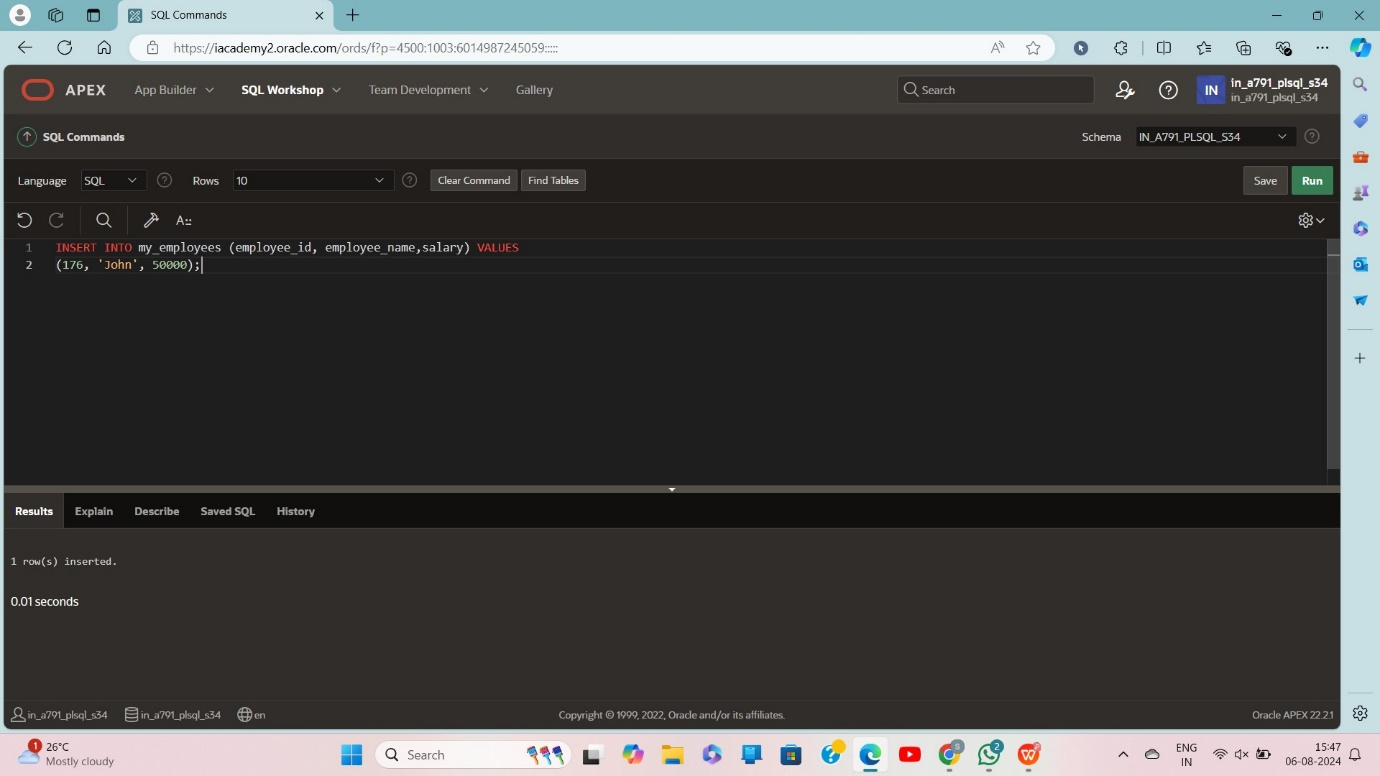 SQL Commands
https://iacademy2.oracle.com/ords/f?p=4500:1003:6014987245059:::::
APEX App Builder SQL Workshop Team Development Gallery Search IN in_a791_plsql_s34
in_a791_plsql_s34
SQL Commands Schema IN_A791_PLSQL_S34
Language SQL Rows 10 Clear Command Find Tables Save Run
A::
1 INSERT INTO my_employees (employee_id, employee_name,salary) VALUES
2 (176, 'John', 50000);
Results Explain Describe Saved SQL History
1 row(s) inserted.
0.01 seconds
in_a791_plsql_s34 in_a791_plsql_s34 en Copyright © 1999, 2022, Oracle and/or its affiliates. Oracle APEX 22.2.1
1 26°C
Mostly cloudy
Search
S 2
ENG
IN
15:47
06-08-2024